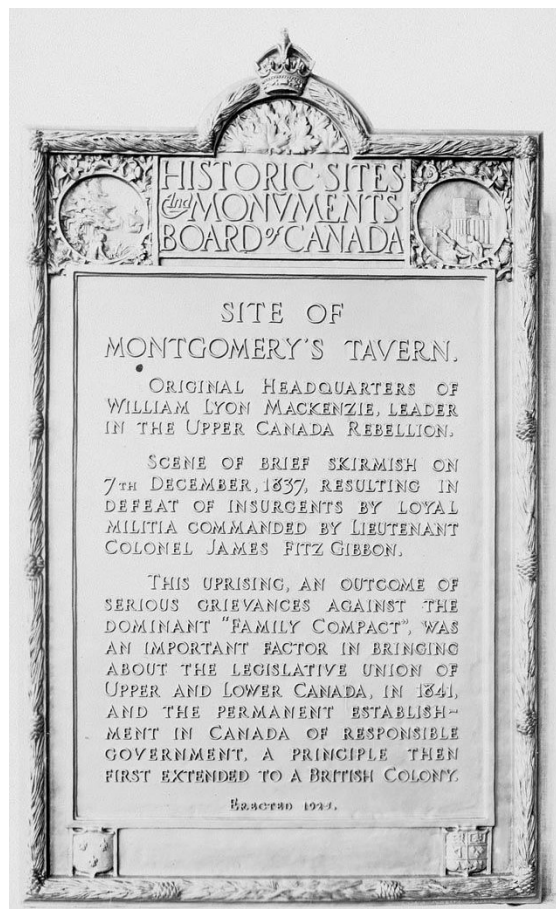 HISTORIC·SITES
And MONVMENTS·
BOARD of CANADA
SITE OF
MONTGOMERY'S TAVERN.
ORIGINAL HEADQUARTERS OF
WILLIAM LYON MACKENZIE, LEADER
IN THE UPPER CANADA REBELLION.
SCENE OF BRIEF SKIRMISH ON
7TH DECEMBER, 1837, RESULTING IN
DEFEAT OF INSURGENTS BY LOYAL
MILITIA COMMANDED BY LIEUTENANT
COLONEL JAMES FITZ GIBBON.
THIS UPRISING, AN OUTCOME OF
SERIOUS GRIEVANCES AGAINST THE
DOMINANT "FAMILY COMPACT", WAS
AN IMPORTANT FACTOR IN BRINGING
ABOUT THE LEGISLATIVE UNION OF
UPPER AND LOWER CANADA, IN 1841,
AND THE PERMANENT ESTABLISH-
MENT IN CANADA OF RESPONSIBLE
GOVERNMENT, A PRINCIPLE THEN
FIRST EXTENDED TO A BRITISH COLONY.
ERECTED